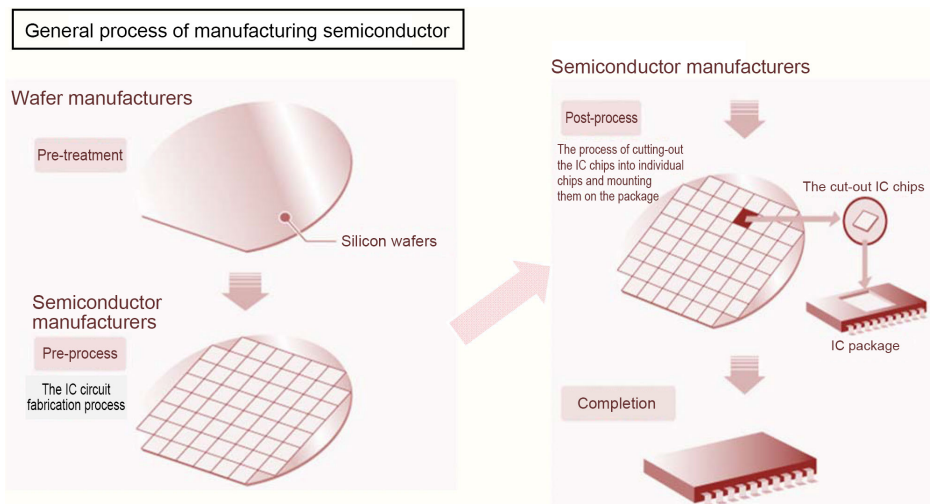 General process of manufacturing semiconductor
Wafer manufacturers
Pre-treatment
Silicon wafers
Semiconductor
manufacturers
Pre-process
The IC circuit
fabrication process
Semiconductor manufacturers
Post-process
The process of cutting-out
the IC chips into individual
chips and mounting
them on the package
The cut-out IC chips
IC package
Completion